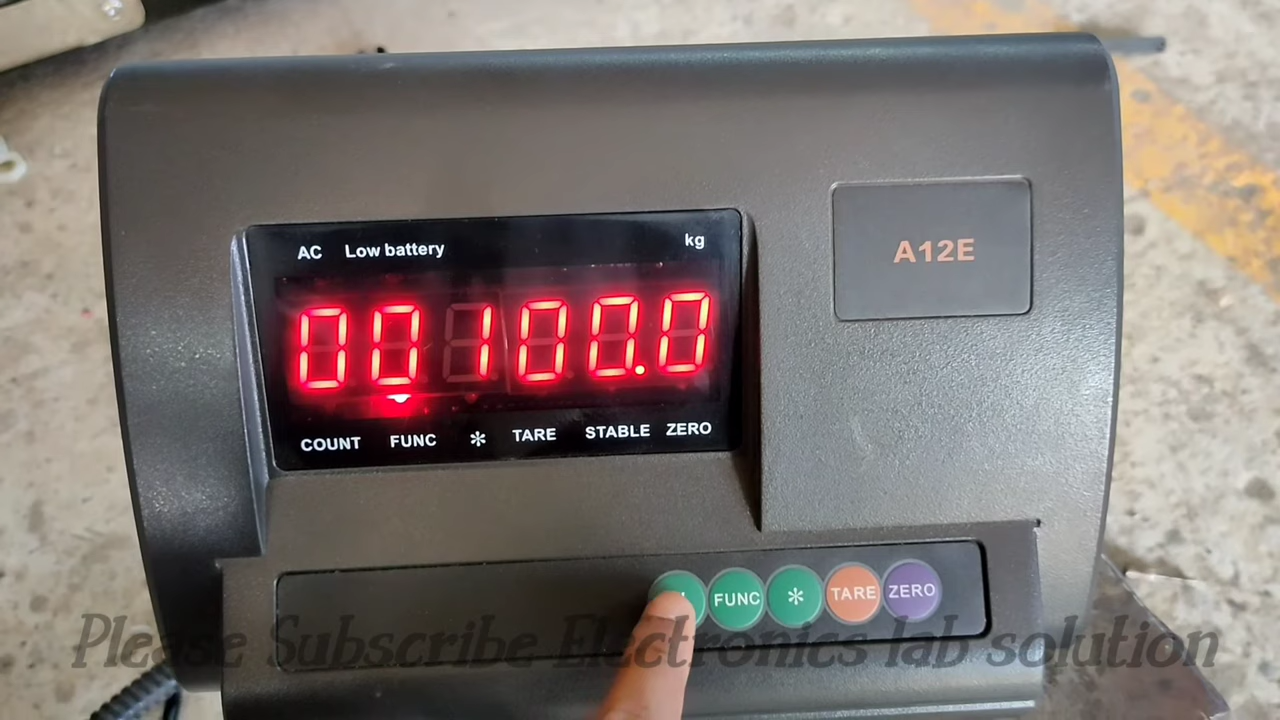 AC Low battery kg
A12E
00100.0
COUNT FUNC * TARE STABLE ZERO
FUNC * TARE ZERO
Please Subscribe Electronics lab solution